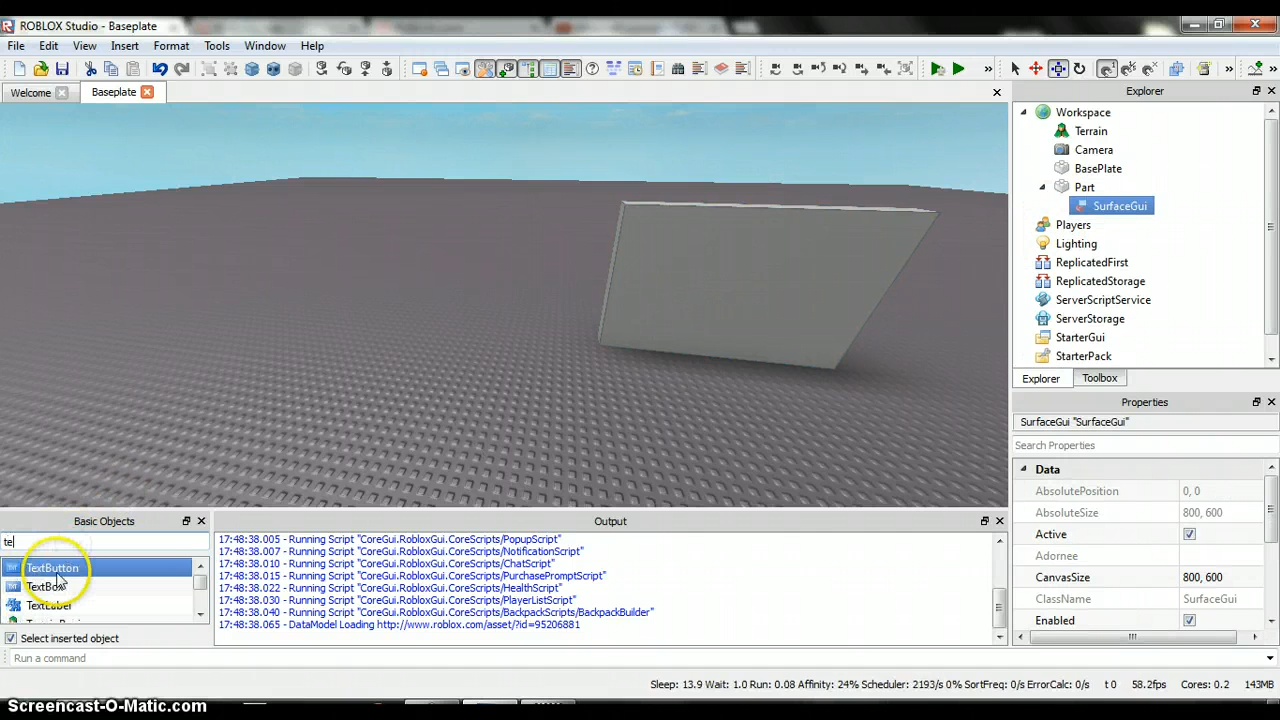 ROBLOX Studio - Baseplate
File Edit View Insert Format Tools Window Help
Welcome
Baseplate
Explorer
Workspace
Terrain
Camera
BasePlate
Part
SurfaceGui
Players
Lighting
ReplicatedFirst
ReplicatedStorage
ServerScriptService
ServerStorage
StarterGui
StarterPack
Explorer Toolbox
Properties
SurfaceGui "SurfaceGui"
Search Properties
Data
AbsolutePosition 0, 0
AbsoluteSize 800, 600
Active
Adornee
CanvasSize 800, 600
ClassName SurfaceGui
Enabled
Basic Objects
te
TextButton
TextBox
TextLabel
Select inserted object
Output
17:48:38.005 - Running Script "CoreGui.RobloxGui.CoreScripts/PopupScript"
17:48:38.007 - Running Script "CoreGui.RobloxGui.CoreScripts/NotificationScript"
17:48:38.010 - Running Script "CoreGui.RobloxGui.CoreScripts/ChatScript"
17:48:38.015 - Running Script "CoreGui.RobloxGui.CoreScripts/PurchasePromptScript"
17:48:38.022 - Running Script "CoreGui.RobloxGui.CoreScripts/HealthScript"
17:48:38.030 - Running Script "CoreGui.RobloxGui.CoreScripts/PlayerListScript"
17:48:38.040 - Running Script "CoreGui.RobloxGui.CoreScripts/BackpackScripts/BackpackBuilder"
17:48:38.065 - DataModel Loading http://www.roblox.com/asset/?id=95206881
Run a command
Sleep: 13.9 Wait: 1.0 Run: 0.08 Affinity: 24% Scheduler: 2193/s 0% SortFreq: 0/s ErrorCalc: 0/s t 0 58.2fps Cores: 0.2 143MB
Screencast-O-Matic.com